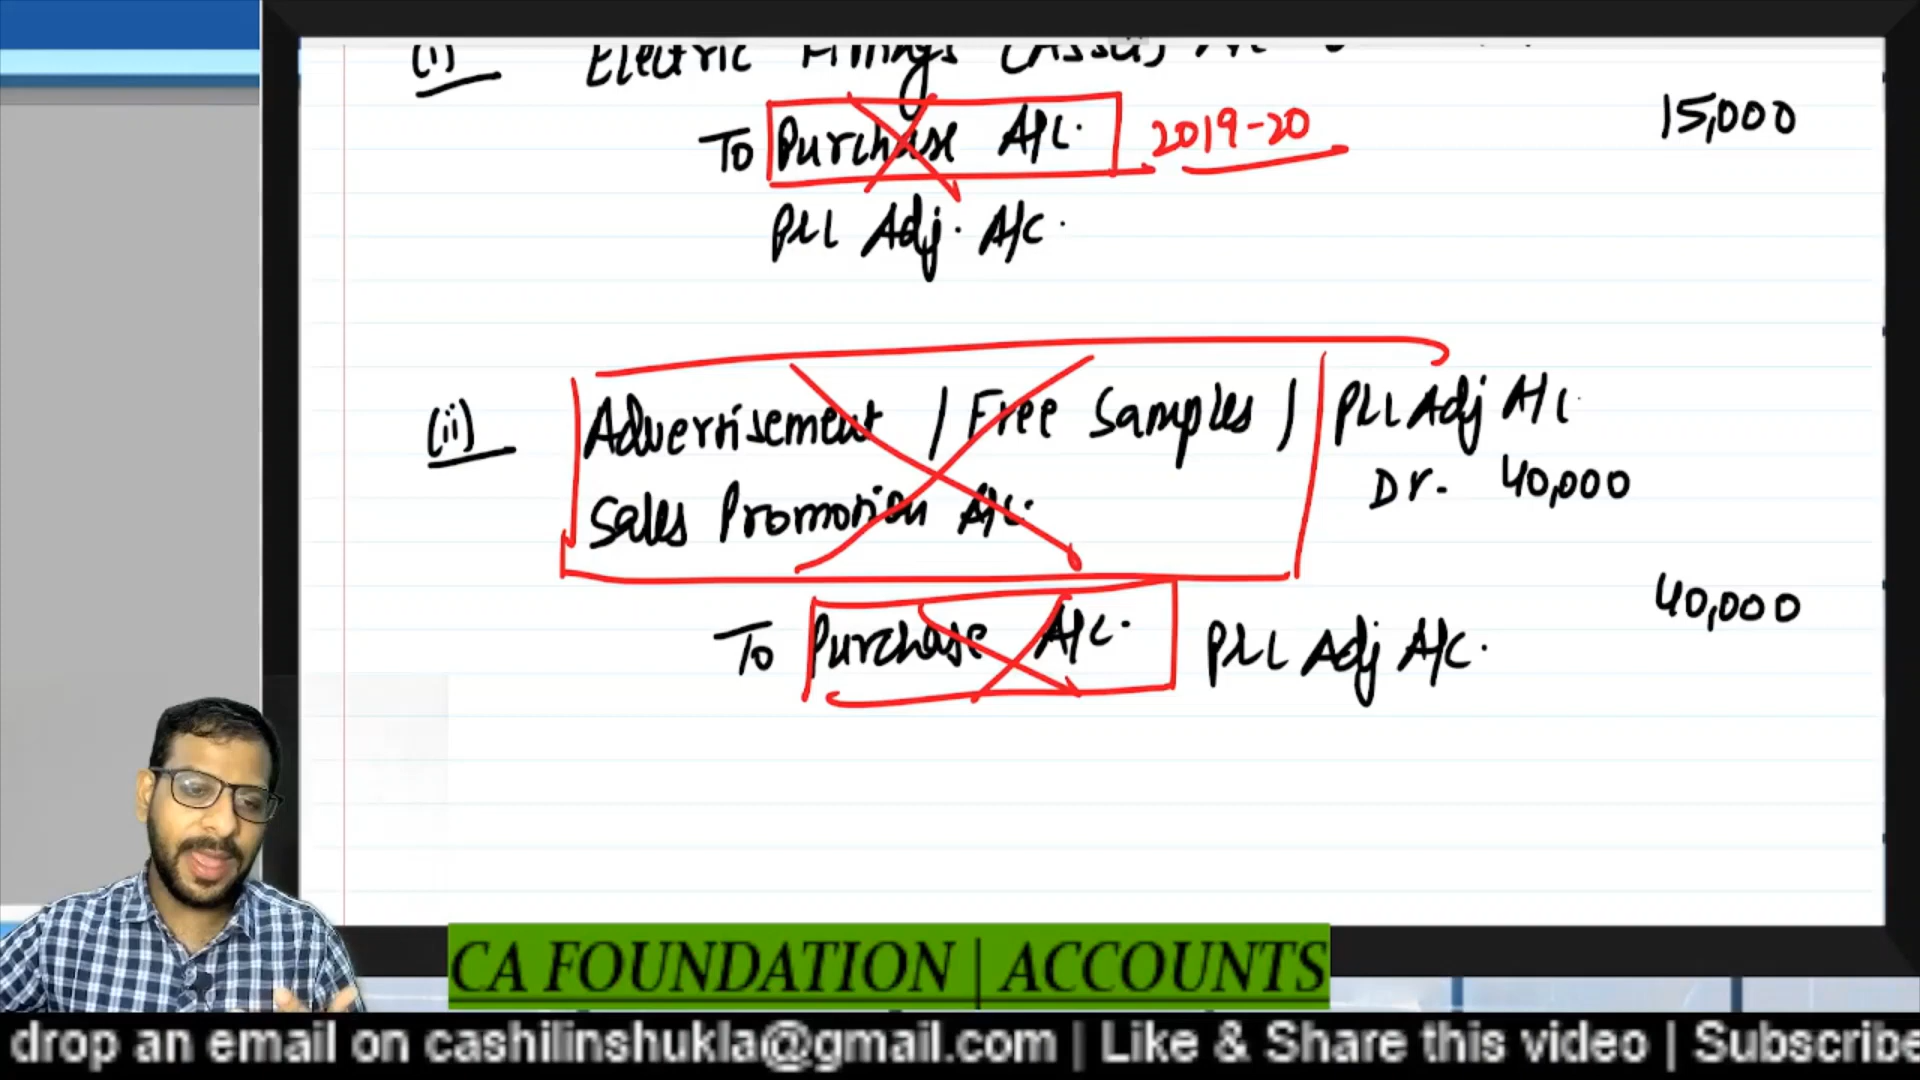 (i) Electric Fittings (Asset) A/c
15,000
To Purchase A/c. 2019-20
P&L Adj. A/c.
(ii) Advertisement / Free Samples / P&L Adj A/c
Sales Promotion A/c. Dr. 40,000
40,000
To Purchase A/c. P&L Adj A/c.
CA FOUNDATION | ACCOUNTS
drop an email on cashilinshukla@gmail.com | Like & Share this video | Subscribe